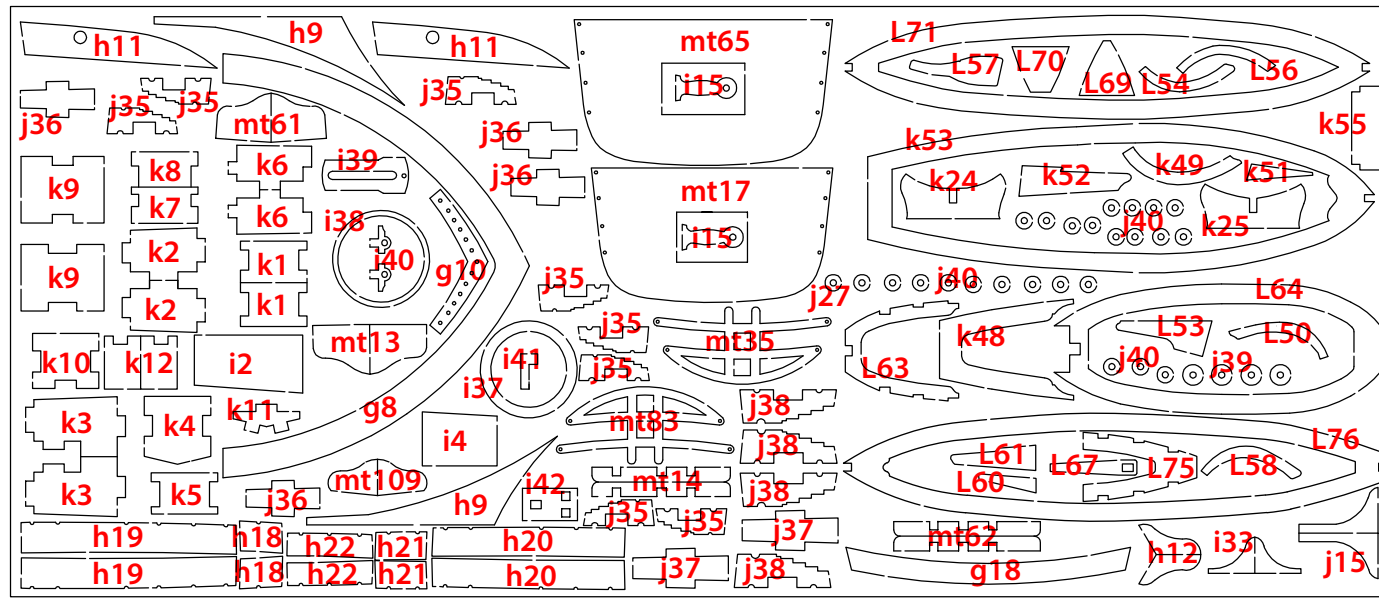 h9
L71
h11
h11
mt65
L57
L70
L69
L54
L56
j35
j35
j35
i15
j36
mt61
j35
k55
j36
k53
k9
k8
k6
i39
j36
k24
k52
k49
k51
k7
k6
i38
mt17
j40
k25
k2
i40
g10
i15
k9
k1
j35
j27
j40
L64
k2
k1
j35
mt35
k48
L53
L50
k10
k12
i2
mt13
i41
j35
L63
j40
j39
i37
k3
k4
k11
g8
i4
mt83
j38
j38
L61
L67
L75
L58
L76
k3
k5
j36
mt109
h9
i42
mt14
j38
L60
j35
j35
h19
h18
h22
h21
h20
j37
mt62
h12
i33
j15
h19
h18
h22
h21
h20
j37
j38
g18